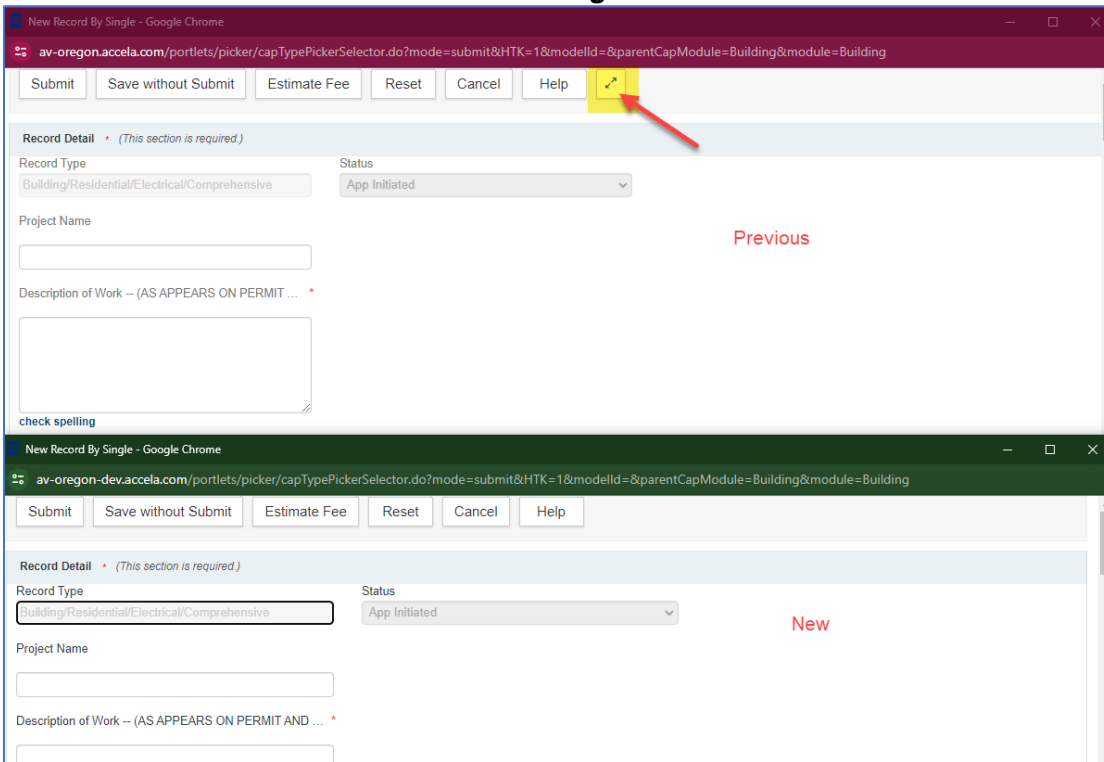 New Record By Single - Google Chrome
av-oregon.accela.com/portlets/picker/capTypePickerSelector.do?mode=submit&HTK=1&modelId=&parentCapModule=Building&module=Building
Submit Save without Submit Estimate Fee Reset Cancel Help
Record Detail * (This section is required.)
Record Type Status
Building/Residential/Electrical/Comprehensive App Initiated
Project Name
Previous
Description of Work -- (AS APPEARS ON PERMIT ... *
check spelling
New Record By Single - Google Chrome
av-oregon-dev.accela.com/portlets/picker/capTypePickerSelector.do?mode=submit&HTK=1&modelId=&parentCapModule=Building&module=Building
Submit Save without Submit Estimate Fee Reset Cancel Help
Record Detail * (This section is required.)
Record Type Status
Building/Residential/Electrical/Comprehensive App Initiated
New
Project Name
Description of Work -- (AS APPEARS ON PERMIT AND ... *